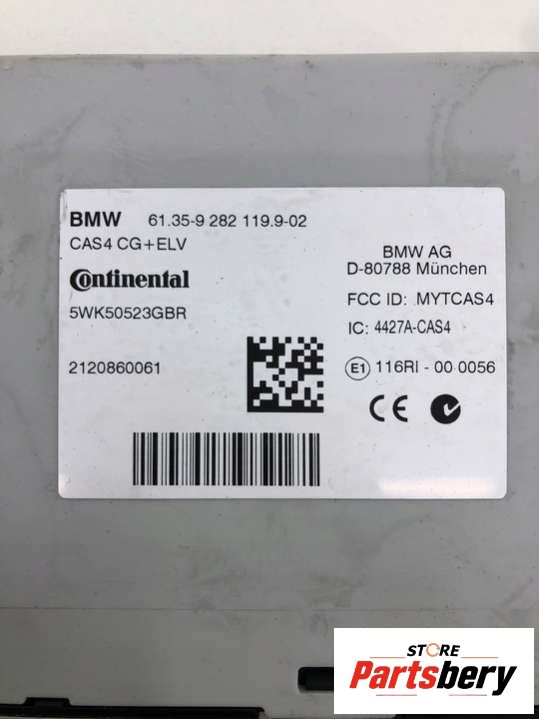 BMW 61.35-9 282 119.9-02
CAS4 CG+ELV
Continental
5WK50523GBR
2120860061
BMW AG
D-80788 München
FCC ID: MYTCAS4
IC: 4427A-CAS4
E1 116RI - 00 0056
CE
STORE
Partsbery